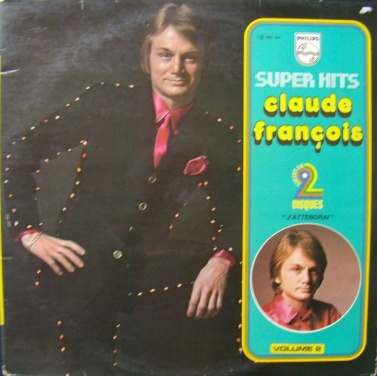 PHILIPS
SUPER HITS
claude
françois
2
DISQUES
"J'ATTENDRAI"
VOLUME 2